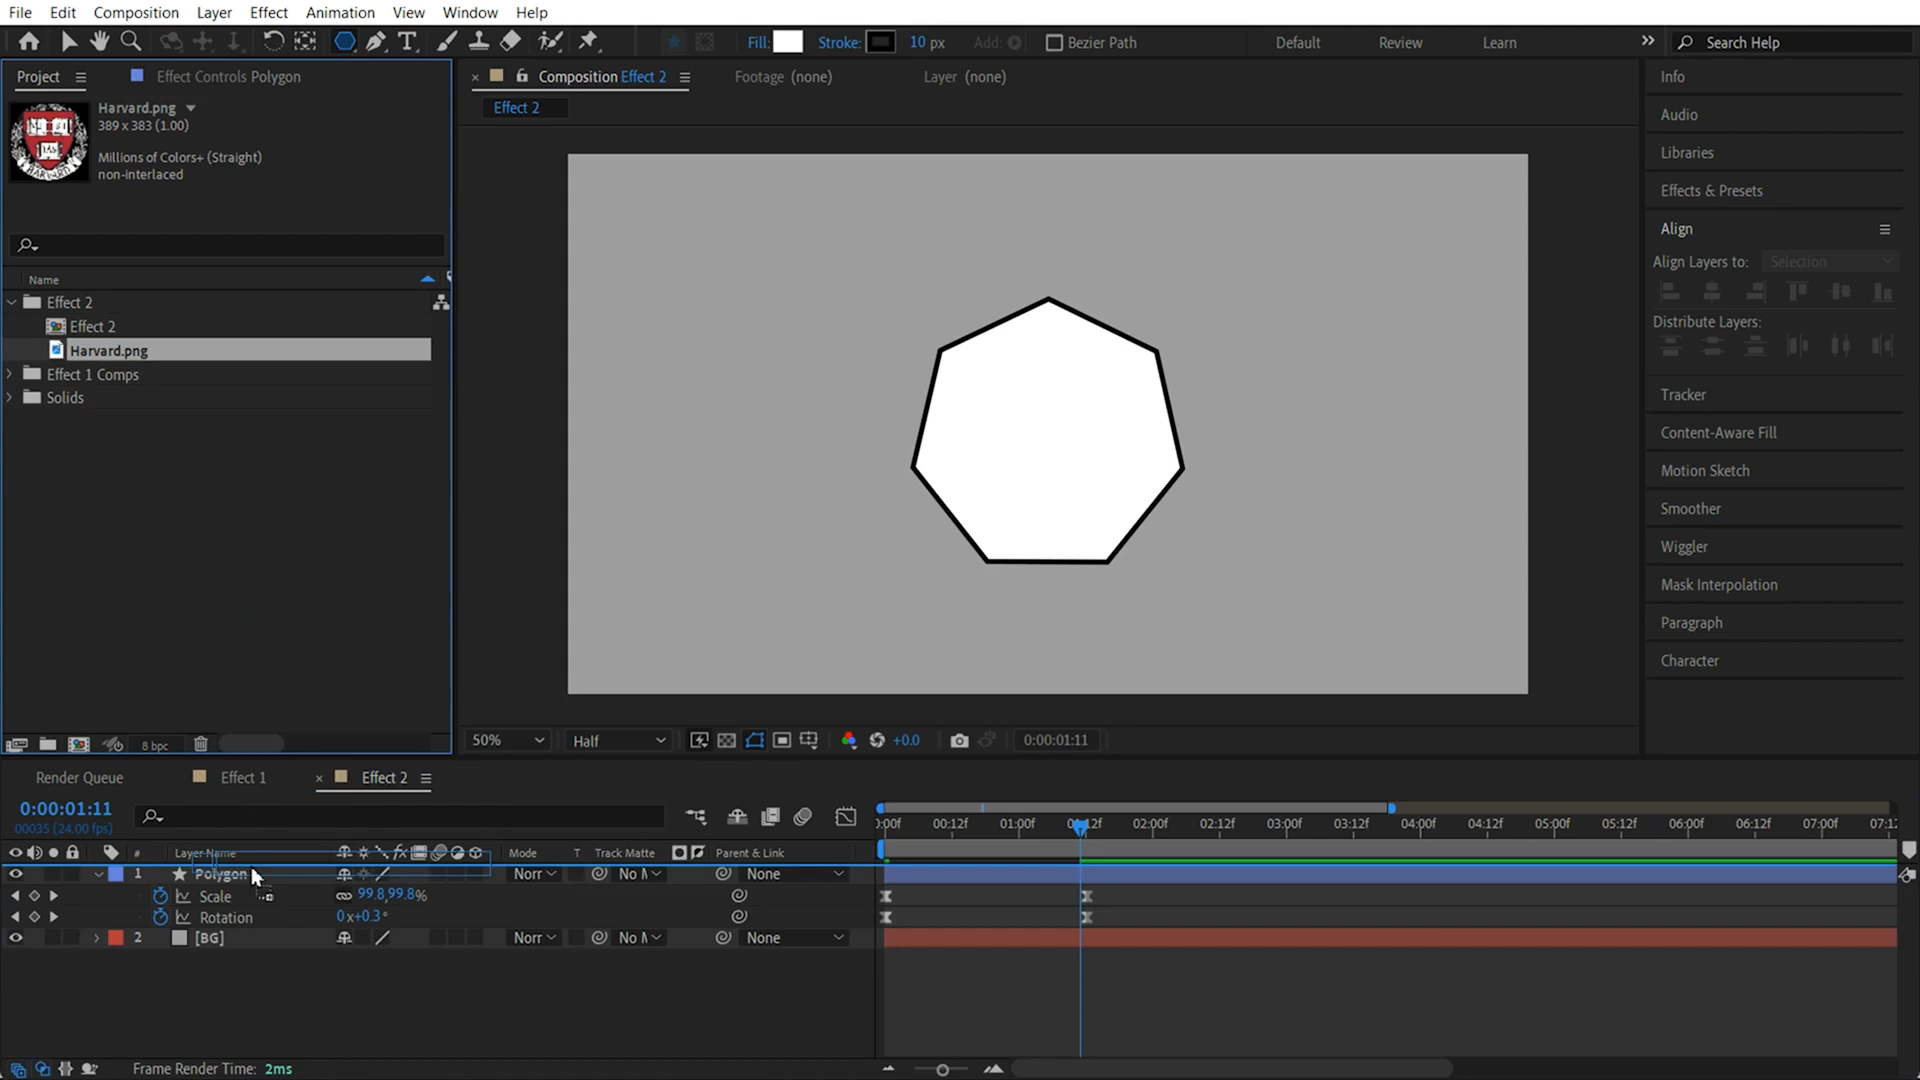 File Edit Composition Layer Effect Animation View Window Help
Fill: Stroke: 10 px Add: Bezier Path Default Review Learn Search Help
Project Effect Controls Polygon
Harvard.png
389 x 383 (1.00)
Millions of Colors+ (Straight)
non-interlaced
Name
Effect 2
Effect 2
Harvard.png
Effect 1 Comps
Solids
8 bpc
Composition Effect 2 Footage (none) Layer (none)
Effect 2
50% Half +0.0 0:00:01:11
Info
Audio
Libraries
Effects & Presets
Align
Align Layers to: Selection
Distribute Layers:
Tracker
Content-Aware Fill
Motion Sketch
Smoother
Wiggler
Mask Interpolation
Paragraph
Character
Render Queue Effect 1 Effect 2
0:00:01:11
00035 (24.00 fps)
00f 00:12f 01:00f 02:00f 02:12f 03:00f 03:12f 04:00f 04:12f 05:00f 05:12f 06:00f 06:12f 07:00f 07:12
# Layer Name Mode T Track Matte Parent & Link
1 Polygon Norr No M None
Scale 99.8,99.8%
Rotation 0x+0.3°
2 [BG] Norr No M None
Frame Render Time: 2ms